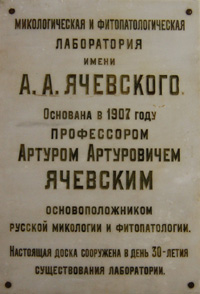 МИКОЛОГИЧЕСКАЯ И ФИТОПАТОЛОГИЧЕСКАЯ
ЛАБОРАТОРИЯ
ИМЕНИ
А. А. ЯЧЕВСКОГО.
ОСНОВАНА В 1907 ГОДУ
ПРОФЕССОРОМ
АРТУРОМ АРТУРОВИЧЕМ
ЯЧЕВСКИМ
ОСНОВОПОЛОЖНИКОМ
РУССКОЙ МИКОЛОГИИ И ФИТОПАТОЛОГИИ.
НАСТОЯЩАЯ ДОСКА СООРУЖЕНА В ДЕНЬ 30-ЛЕТИЯ
СУЩЕСТВОВАНИЯ ЛАБОРАТОРИИ.